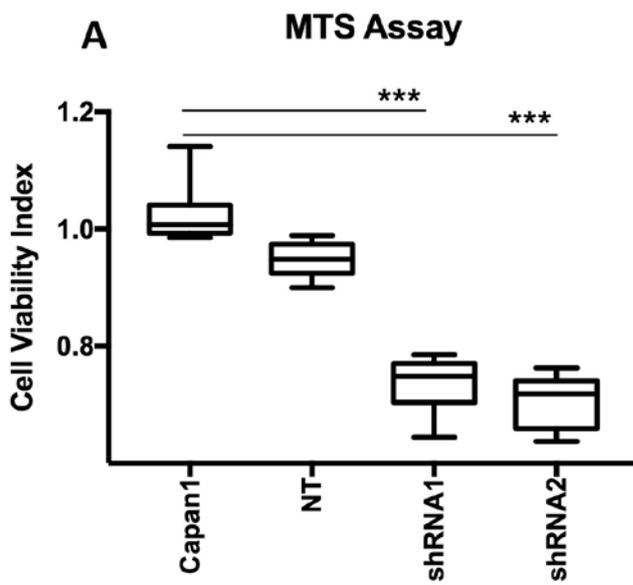 A
MTS Assay
***
***
1.2
1.0
0.8
Cell Viability Index
Capan1
NT
shRNA1
shRNA2